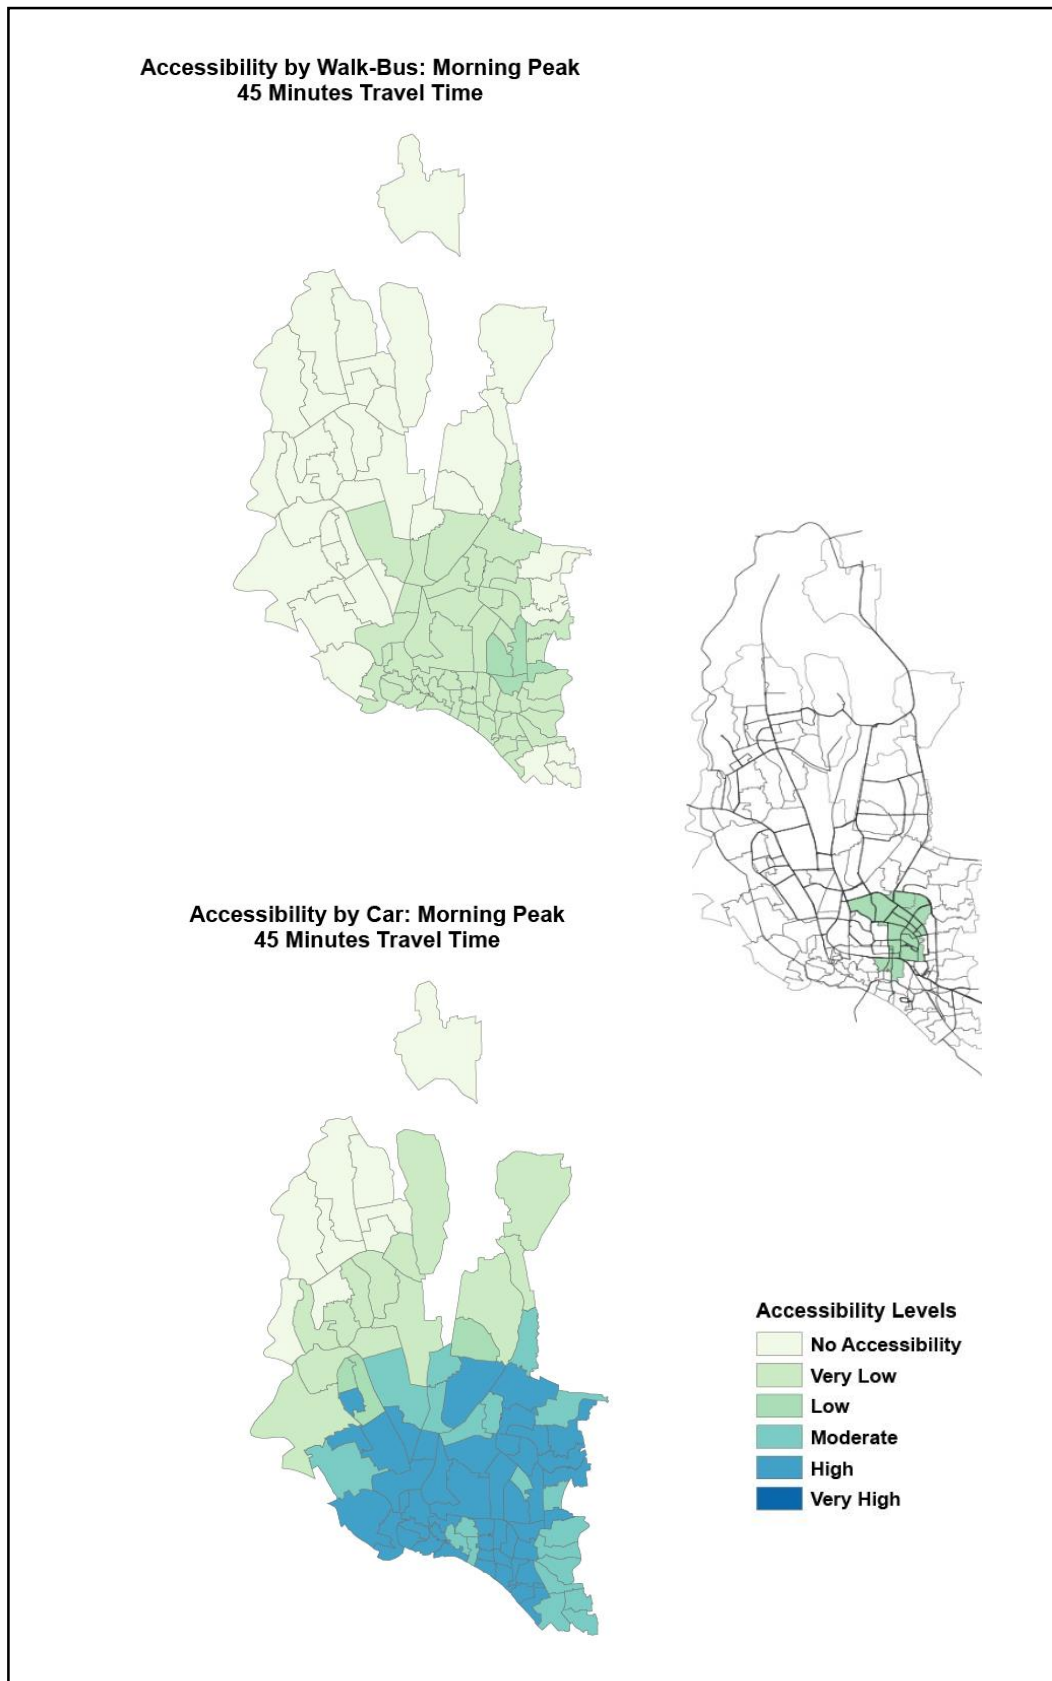 Accessibility by Walk-Bus: Morning Peak
45 Minutes Travel Time
Accessibility by Car: Morning Peak
45 Minutes Travel Time
Accessibility Levels
No Accessibility
Very Low
Low
Moderate
High
Very High